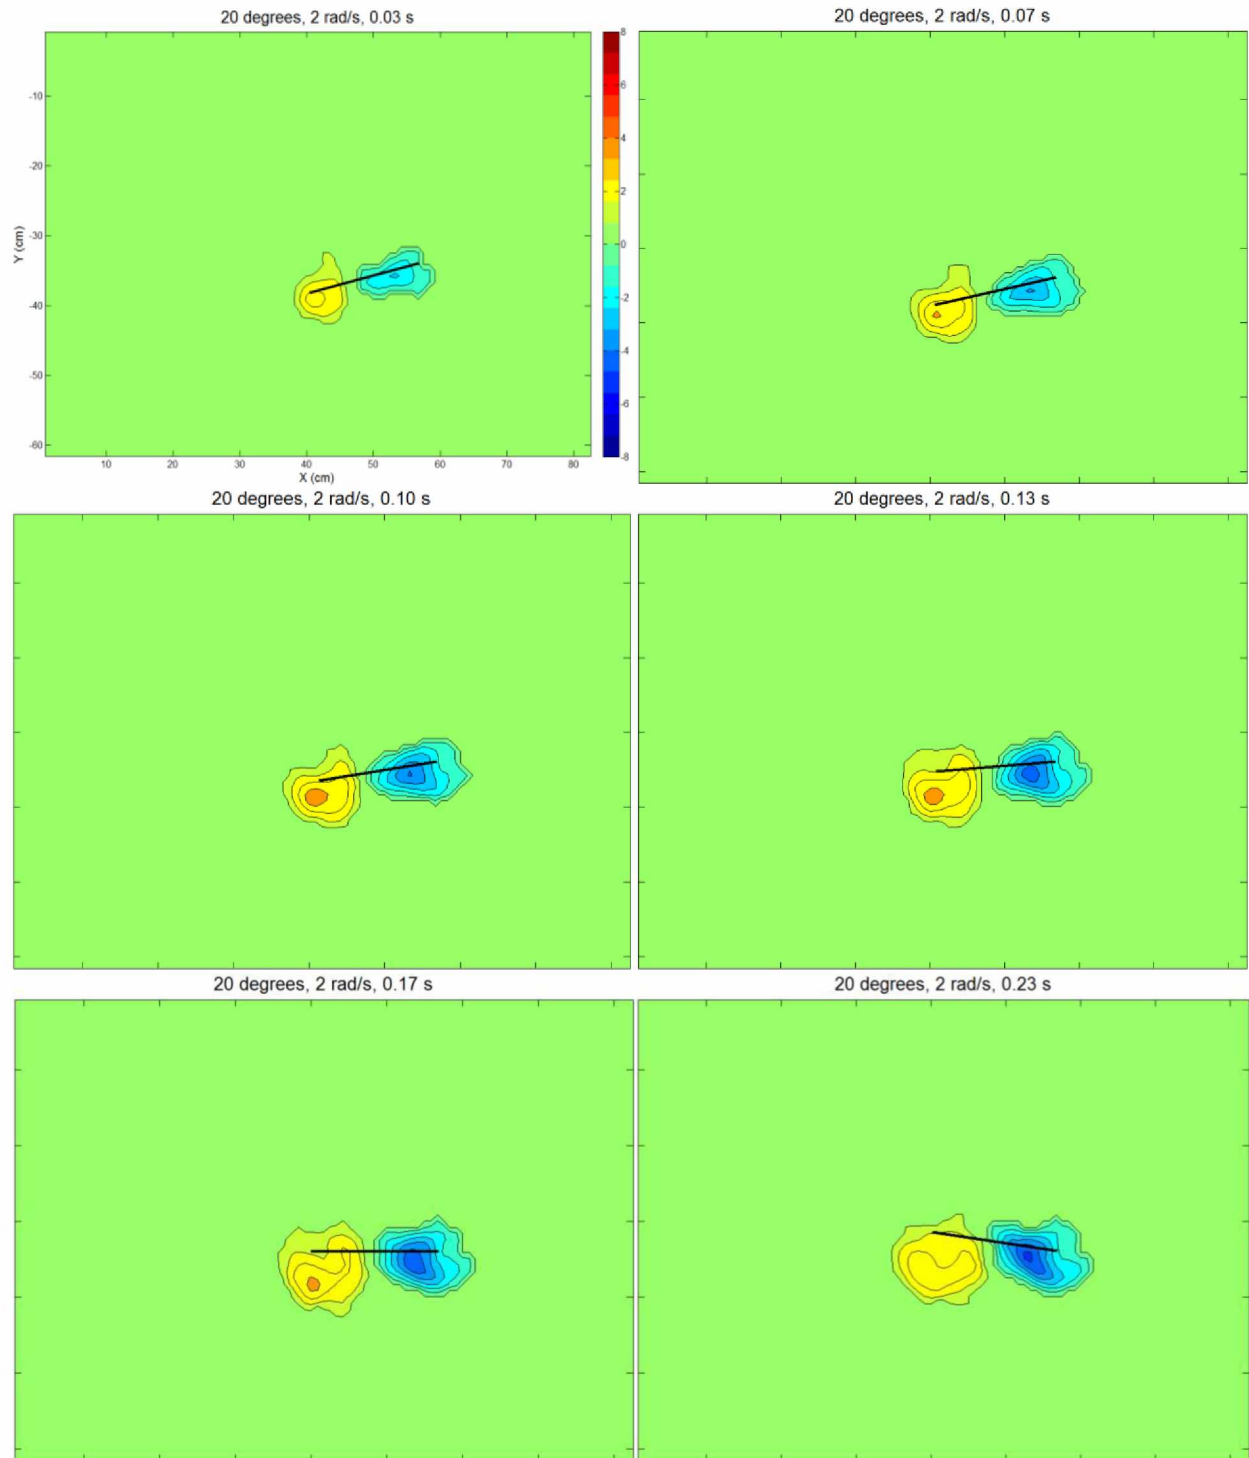 20 degrees, 2 rad/s, 0.03 s
20 degrees, 2 rad/s, 0.07 s
8
6
4
2
0
-2
-4
-6
-8
-10
-20
-30
-40
-50
-60
Y (cm)
10 20 30 40 50 60 70 80
X (cm)
20 degrees, 2 rad/s, 0.10 s
20 degrees, 2 rad/s, 0.13 s
20 degrees, 2 rad/s, 0.17 s
20 degrees, 2 rad/s, 0.23 s